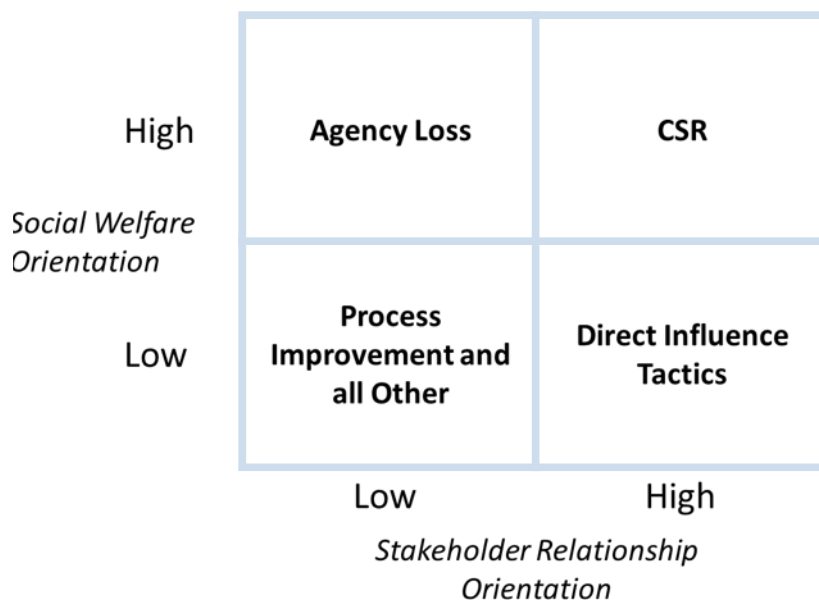 High
Agency Loss
CSR
Social Welfare
Orientation
Low
Process
Improvement and
all Other
Direct Influence
Tactics
Low
High
Stakeholder Relationship
Orientation